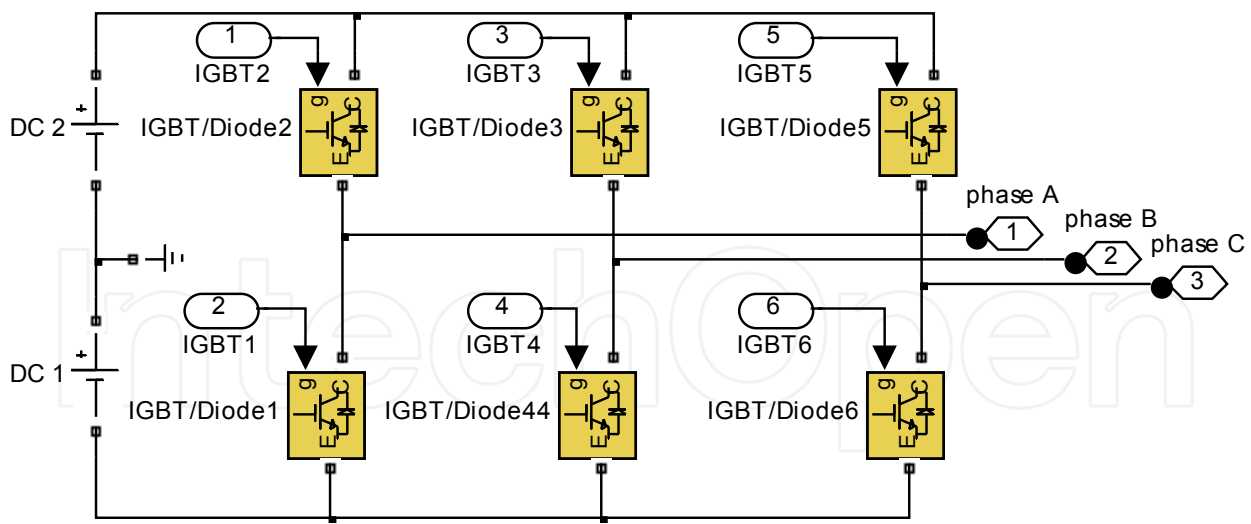 1
IGBT2
3
IGBT3
5
IGBT5
+
DC 2
IGBT/Diode2
g
C
E
IGBT/Diode3
g
C
E
IGBT/Diode5
g
C
E
phase A
1
phase B
2
phase C
3
2
IGBT1
4
IGBT4
6
IGBT6
+
DC 1
IGBT/Diode1
g
C
E
IGBT/Diode44
g
C
E
IGBT/Diode6
g
C
E
IntechOpen